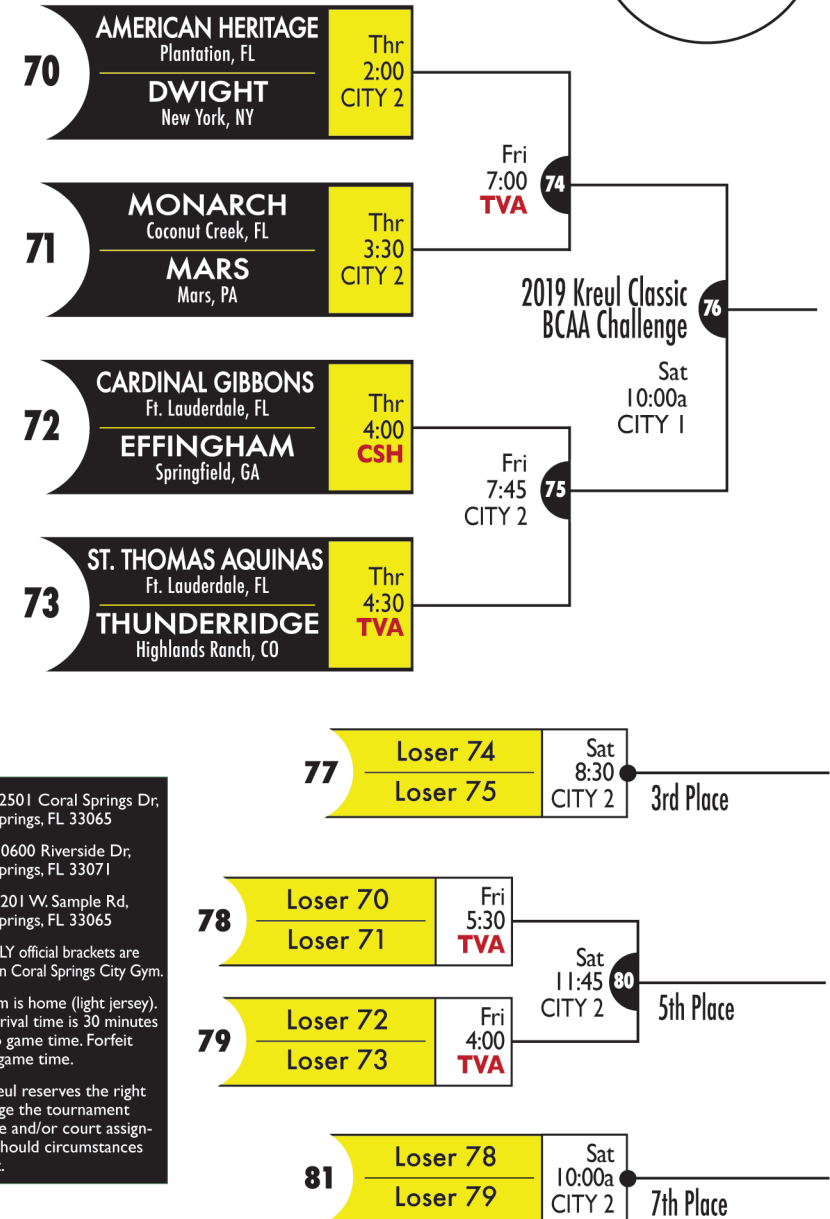 70
AMERICAN HERITAGE
Plantation, FL
DWIGHT
New York, NY
Thr
2:00
CITY 2
71
MONARCH
Coconut Creek, FL
MARS
Mars, PA
Thr
3:30
CITY 2
Fri
7:00
TVA
74
72
CARDINAL GIBBONS
Ft. Lauderdale, FL
EFFINGHAM
Springfield, GA
Thr
4:00
CSH
73
ST. THOMAS AQUINAS
Ft. Lauderdale, FL
THUNDERRIDGE
Highlands Ranch, CO
Thr
4:30
TVA
Fri
7:45
CITY 2
75
2019 Kreul Classic
BCAA Challenge
76
Sat
10:00a
CITY 1
77
Loser 74
Loser 75
Sat
8:30
CITY 2
3rd Place
78
Loser 70
Loser 71
Fri
5:30
TVA
79
Loser 72
Loser 73
Fri
4:00
TVA
Sat
11:45
CITY 2
80
5th Place
81
Loser 78
Loser 79
Sat
10:00a
CITY 2
7th Place
2501 Coral Springs Dr,
prings, FL 33065
0600 Riverside Dr,
prings, FL 33071
201 W. Sample Rd,
prings, FL 33065
LY official brackets are
n Coral Springs City Gym.
m is home (light jersey).
rival time is 30 minutes
game time. Forfeit
game time.
eul reserves the right
ge the tournament
e and/or court assign-
hould circumstances